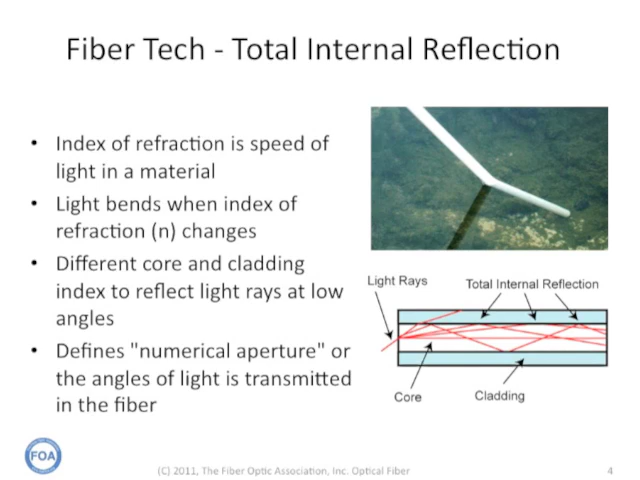 Fiber Tech - Total Internal Reflection
• Index of refraction is speed of
light in a material
• Light bends when index of
refraction (n) changes
• Different core and cladding
index to reflect light rays at low
angles
• Defines "numerical aperture" or
the angles of light is transmitted
in the fiber
Light Rays
Total Internal Reflection
Core
Cladding
FOA
(C) 2011, The Fiber Optic Association, Inc. Optical Fiber
4